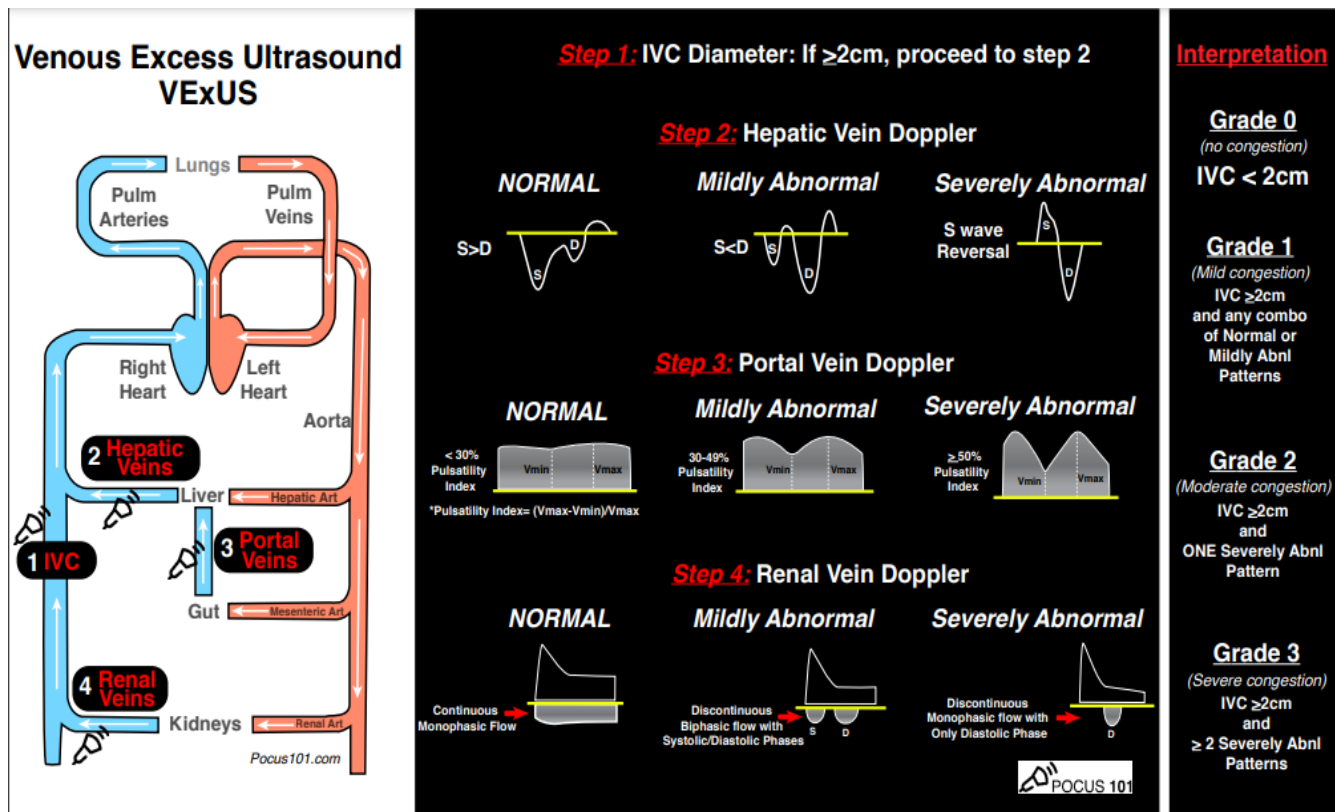 Venous Excess Ultrasound
VExUS
Lungs
Pulm
Arteries
Pulm
Veins
Right
Heart
Left
Heart
Aorta
2 Hepatic
Veins
Liver
Hepatic Art
1 IVC
3 Portal
Veins
Gut
Mesenteric Art
4 Renal
Veins
Kidneys
Renal Art
Pocus101.com
Step 1: IVC Diameter: If ≥2cm, proceed to step 2
Step 2: Hepatic Vein Doppler
NORMAL
Mildly Abnormal
Severely Abnormal
S>D
S
D
S<D
S
D
S wave
Reversal
S
D
Step 3: Portal Vein Doppler
NORMAL
Mildly Abnormal
Severely Abnormal
< 30%
Pulsatility
Index
Vmin
Vmax
30-49%
Pulsatility
Index
Vmin
Vmax
≥50%
Pulsatility
Index
Vmin
Vmax
*Pulsatility Index= (Vmax-Vmin)/Vmax
Step 4: Renal Vein Doppler
NORMAL
Mildly Abnormal
Severely Abnormal
Continuous
Monophasic Flow
Discontinuous
Biphasic flow with
Systolic/Diastolic Phases
S
D
Discontinuous
Monophasic flow with
Only Diastolic Phase
D
POCUS 101
Interpretation
Grade 0
(no congestion)
IVC < 2cm
Grade 1
(Mild congestion)
IVC ≥2cm
and any combo
of Normal or
Mildly Abnl
Patterns
Grade 2
(Moderate congestion)
IVC ≥2cm
and
ONE Severely Abnl
Pattern
Grade 3
(Severe congestion)
IVC ≥2cm
and
≥ 2 Severely Abnl
Patterns